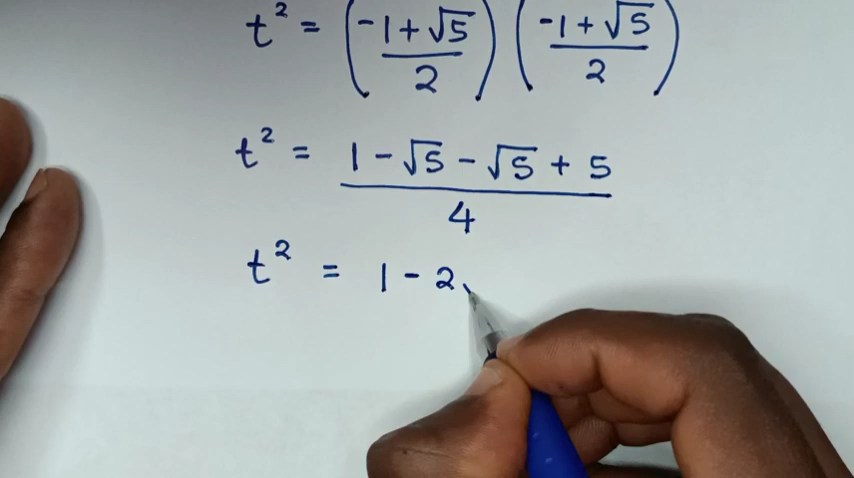 t² = (-1+√5/2) (-1+√5/2)
t² = 1-√5-√5+5/4
t² = 1-2